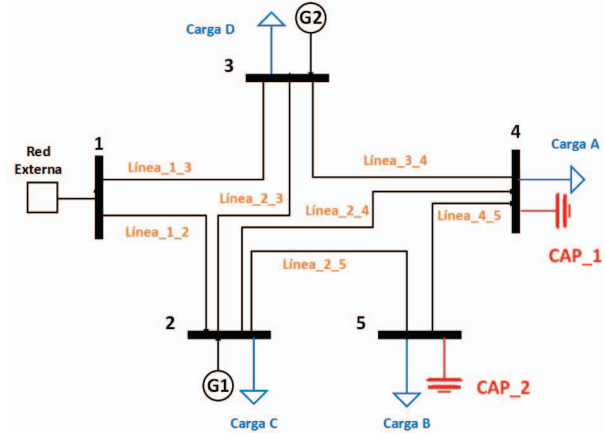 Carga D
G2
3
1
4
Red
Externa
Línea_1_3
Línea_3_4
Carga A
Línea_2_3
Línea_2_4
Línea_4_5
Línea_1_2
CAP_1
Línea_2_5
2
5
G1
CAP_2
Carga C
Carga B